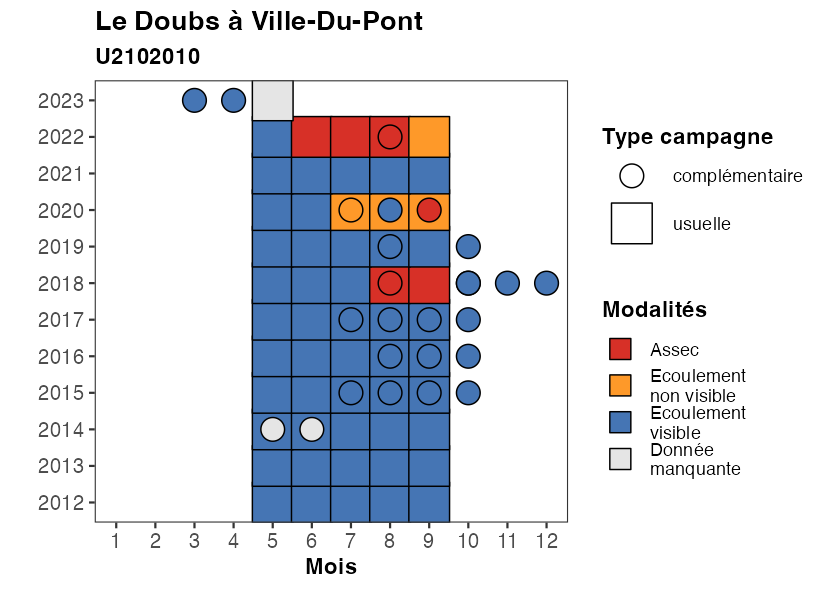 Le Doubs à Ville-Du-Pont
U2102010
2023
2022
2021
2020
2019
2018
2017
2016
2015
2014
2013
2012
1 2 3 4 5 6 7 8 9 10 11 12
Mois
Type campagne
complémentaire
usuelle
Modalités
Assec
Ecoulement
non visible
Ecoulement
visible
Donnée
manquante